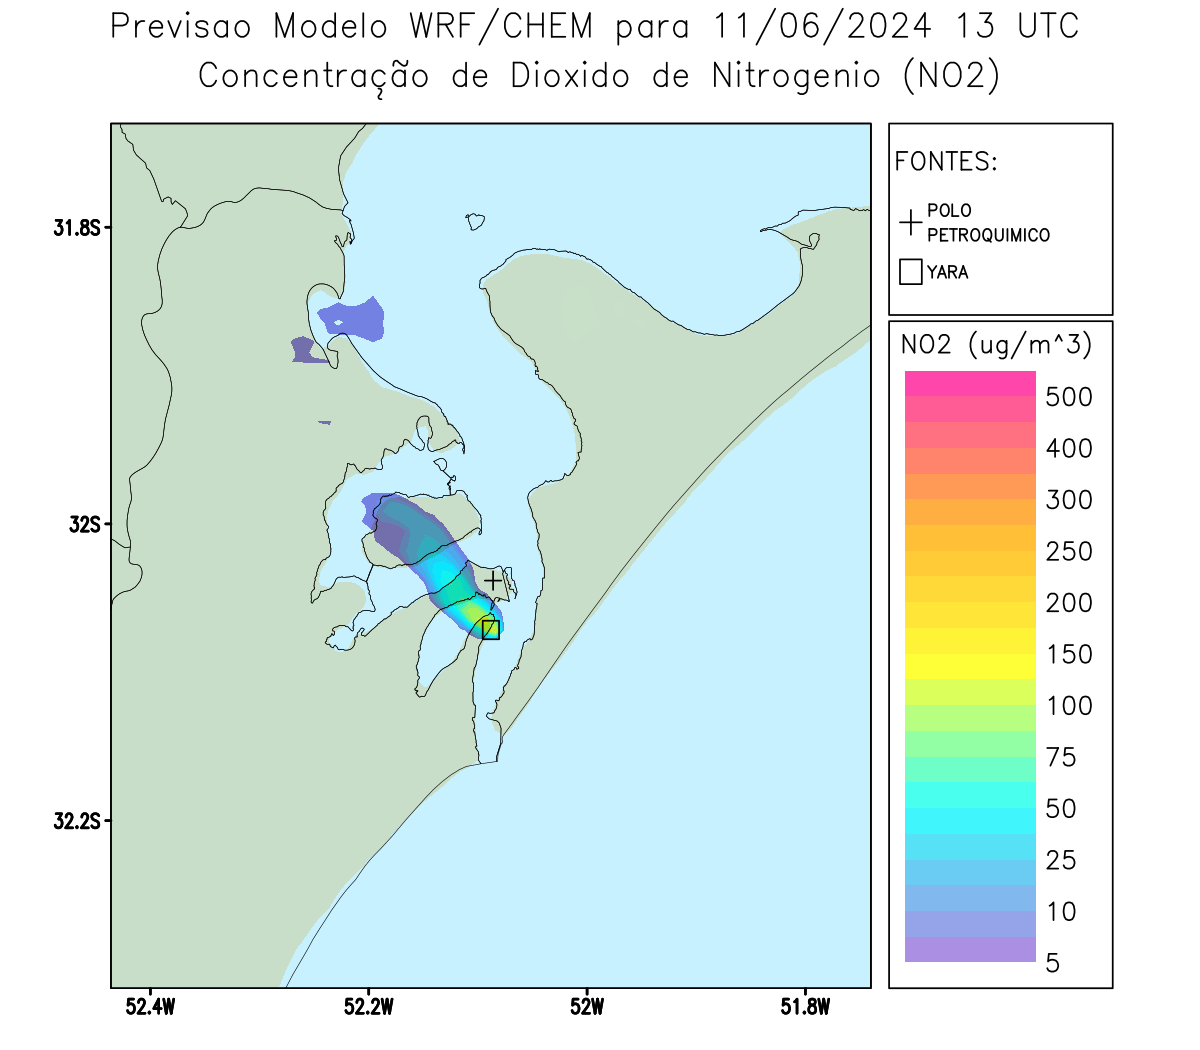 Previsao Modelo WRF/CHEM para 11/06/2024 13 UTC
Concentração de Dioxido de Nitrogenio (NO2)
FONTES:
POLO
PETROQUIMICO
YARA
NO2 (ug/m^3)
500
400
300
250
200
150
100
75
50
25
10
5
31.8S
32S
32.2S
52.4W
52.2W
52W
51.8W